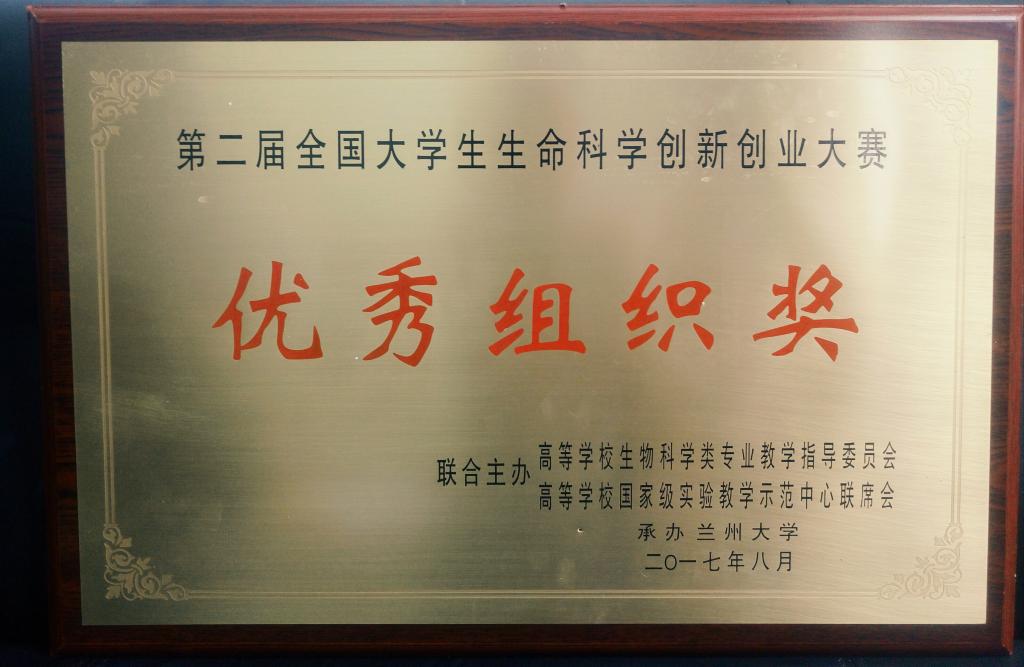 第二届全国大学生生命科学创新创业大赛
优秀组织奖
联合主办
高等学校生物科学类专业教学指导委员会
高等学校国家级实验教学示范中心联席会
承办兰州大学
二〇一七年八月